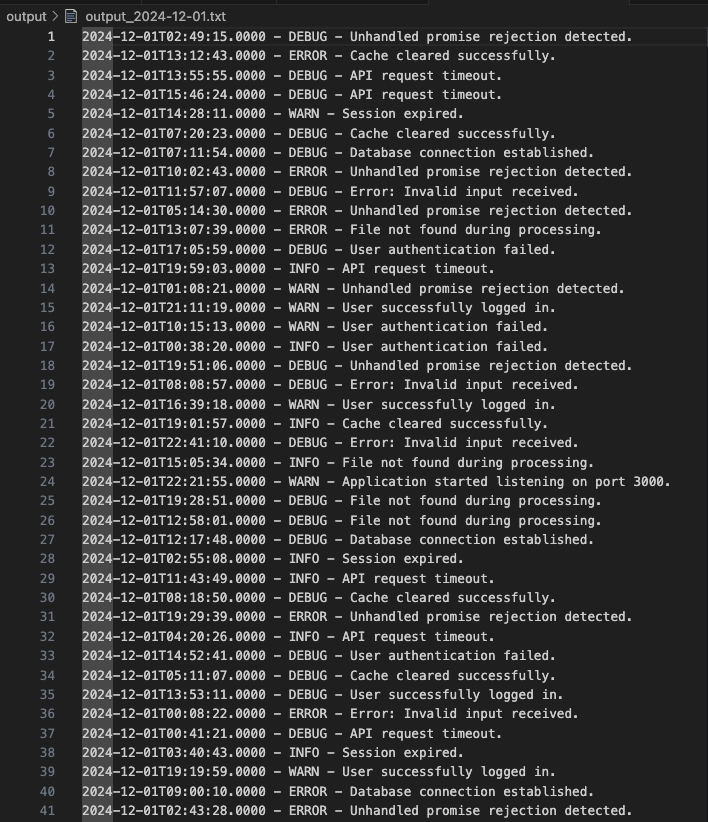 output > output_2024-12-01.txt
1 2024-12-01T02:49:15.0000 – DEBUG – Unhandled promise rejection detected.
2 2024-12-01T13:12:43.0000 – ERROR – Cache cleared successfully.
3 2024-12-01T13:55:55.0000 – DEBUG – API request timeout.
4 2024-12-01T15:46:24.0000 – DEBUG – API request timeout.
5 2024-12-01T14:28:11.0000 – WARN – Session expired.
6 2024-12-01T07:20:23.0000 – DEBUG – Cache cleared successfully.
7 2024-12-01T07:11:54.0000 – DEBUG – Database connection established.
8 2024-12-01T10:02:43.0000 – ERROR – Unhandled promise rejection detected.
9 2024-12-01T11:57:07.0000 – DEBUG – Error: Invalid input received.
10 2024-12-01T05:14:30.0000 – ERROR – Unhandled promise rejection detected.
11 2024-12-01T13:07:39.0000 – ERROR – File not found during processing.
12 2024-12-01T17:05:59.0000 – DEBUG – User authentication failed.
13 2024-12-01T19:59:03.0000 – INFO – API request timeout.
14 2024-12-01T01:08:21.0000 – WARN – Unhandled promise rejection detected.
15 2024-12-01T21:11:19.0000 – WARN – User successfully logged in.
16 2024-12-01T10:15:13.0000 – WARN – User authentication failed.
17 2024-12-01T00:38:20.0000 – INFO – User authentication failed.
18 2024-12-01T19:51:06.0000 – DEBUG – Unhandled promise rejection detected.
19 2024-12-01T08:08:57.0000 – DEBUG – Error: Invalid input received.
20 2024-12-01T16:39:18.0000 – WARN – User successfully logged in.
21 2024-12-01T19:01:57.0000 – INFO – Cache cleared successfully.
22 2024-12-01T22:41:10.0000 – DEBUG – Error: Invalid input received.
23 2024-12-01T15:05:34.0000 – INFO – File not found during processing.
24 2024-12-01T22:21:55.0000 – WARN – Application started listening on port 3000.
25 2024-12-01T19:28:51.0000 – DEBUG – File not found during processing.
26 2024-12-01T12:58:01.0000 – DEBUG – File not found during processing.
27 2024-12-01T12:17:48.0000 – DEBUG – Database connection established.
28 2024-12-01T02:55:08.0000 – INFO – Session expired.
29 2024-12-01T11:43:49.0000 – INFO – API request timeout.
30 2024-12-01T08:18:50.0000 – DEBUG – Cache cleared successfully.
31 2024-12-01T19:29:39.0000 – ERROR – Unhandled promise rejection detected.
32 2024-12-01T04:20:26.0000 – INFO – API request timeout.
33 2024-12-01T14:52:41.0000 – DEBUG – User authentication failed.
34 2024-12-01T05:11:07.0000 – DEBUG – Cache cleared successfully.
35 2024-12-01T13:53:11.0000 – DEBUG – User successfully logged in.
36 2024-12-01T00:08:22.0000 – ERROR – Error: Invalid input received.
37 2024-12-01T00:41:21.0000 – DEBUG – API request timeout.
38 2024-12-01T03:40:43.0000 – INFO – Session expired.
39 2024-12-01T19:19:59.0000 – WARN – User successfully logged in.
40 2024-12-01T09:00:10.0000 – ERROR – Database connection established.
41 2024-12-01T02:43:28.0000 – ERROR – Unhandled promise rejection detected.